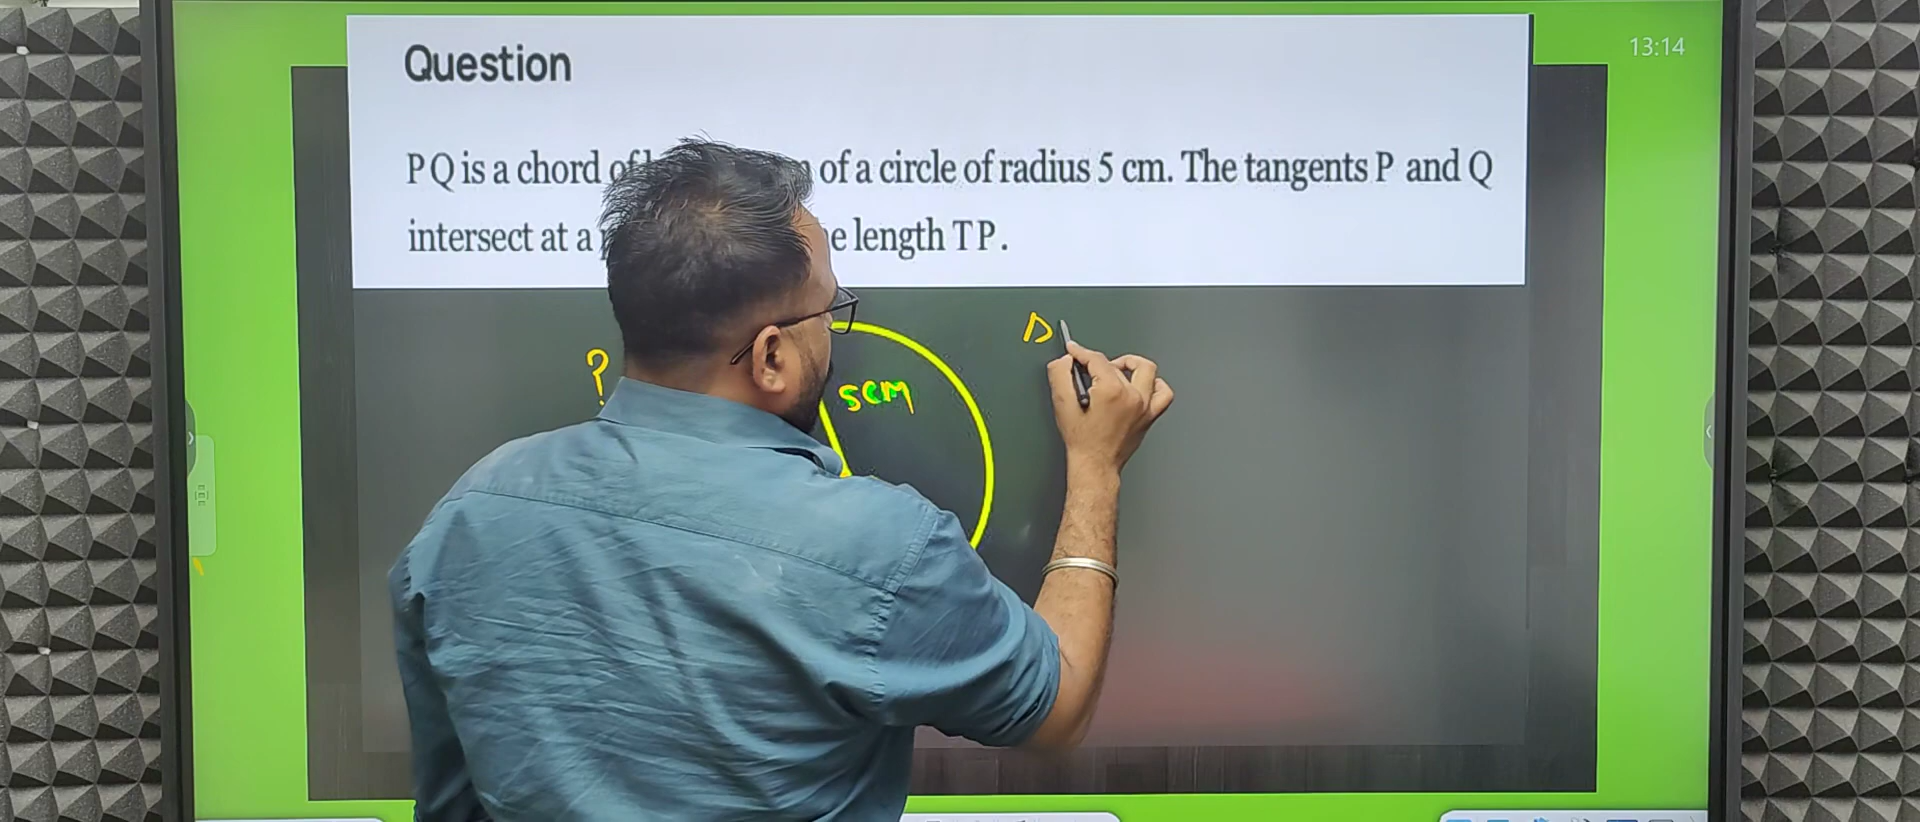 Question
13:14
PQ is a chord of a circle of radius 5 cm. The tangents P and Q
intersect at a length TP.
?
5cm